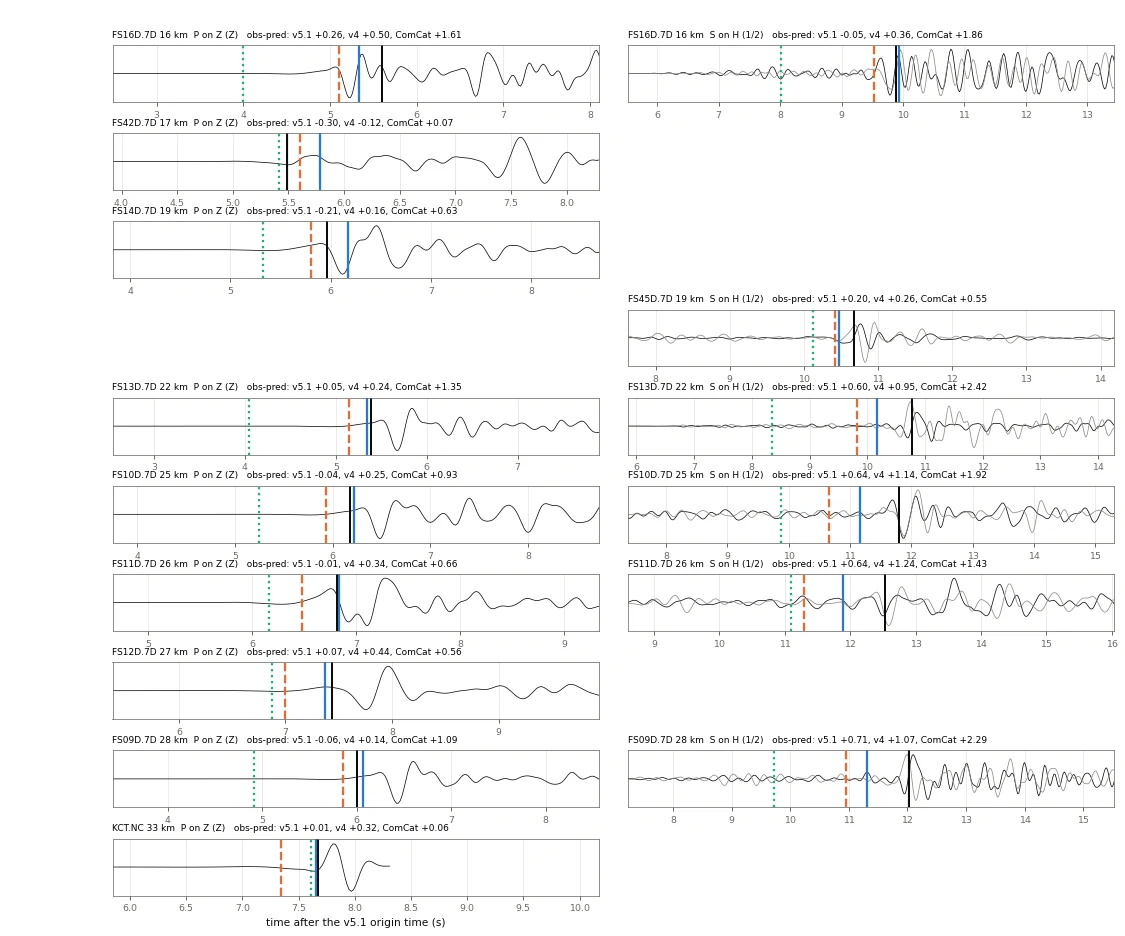 FS16D.7D 16 km  P on Z (Z)   obs-pred: v5.1 +0.26, v4 +0.50, ComCat +1.61
FS16D.7D 16 km  S on H (1/2)   obs-pred: v5.1 -0.05, v4 +0.36, ComCat +1.86
3 4 5 6 7 8
6 7 8 9 10 11 12 13
FS42D.7D 17 km  P on Z (Z)   obs-pred: v5.1 -0.30, v4 -0.12, ComCat +0.07
4.0 4.5 5.0 5.5 6.0 6.5 7.0 7.5 8.0
FS14D.7D 19 km  P on Z (Z)   obs-pred: v5.1 -0.21, v4 +0.16, ComCat +0.63
4 5 6 7 8
FS45D.7D 19 km  S on H (1/2)   obs-pred: v5.1 +0.20, v4 +0.26, ComCat +0.55
8 9 10 11 12 13 14
FS13D.7D 22 km  P on Z (Z)   obs-pred: v5.1 +0.05, v4 +0.24, ComCat +1.35
FS13D.7D 22 km  S on H (1/2)   obs-pred: v5.1 +0.60, v4 +0.95, ComCat +2.42
3 4 5 6 7
6 7 8 9 10 11 12 13 14
FS10D.7D 25 km  P on Z (Z)   obs-pred: v5.1 -0.04, v4 +0.25, ComCat +0.93
FS10D.7D 25 km  S on H (1/2)   obs-pred: v5.1 +0.64, v4 +1.14, ComCat +1.92
4 5 6 7 8
8 9 10 11 12 13 14 15
FS11D.7D 26 km  P on Z (Z)   obs-pred: v5.1 -0.01, v4 +0.34, ComCat +0.66
FS11D.7D 26 km  S on H (1/2)   obs-pred: v5.1 +0.64, v4 +1.24, ComCat +1.43
5 6 7 8 9
9 10 11 12 13 14 15 16
FS12D.7D 27 km  P on Z (Z)   obs-pred: v5.1 +0.07, v4 +0.44, ComCat +0.56
6 7 8 9
FS09D.7D 28 km  P on Z (Z)   obs-pred: v5.1 -0.06, v4 +0.14, ComCat +1.09
FS09D.7D 28 km  S on H (1/2)   obs-pred: v5.1 +0.71, v4 +1.07, ComCat +2.29
4 5 6 7 8
8 9 10 11 12 13 14 15
KCT.NC 33 km  P on Z (Z)   obs-pred: v5.1 +0.01, v4 +0.32, ComCat +0.06
6.0 6.5 7.0 7.5 8.0 8.5 9.0 9.5 10.0
time after the v5.1 origin time (s)